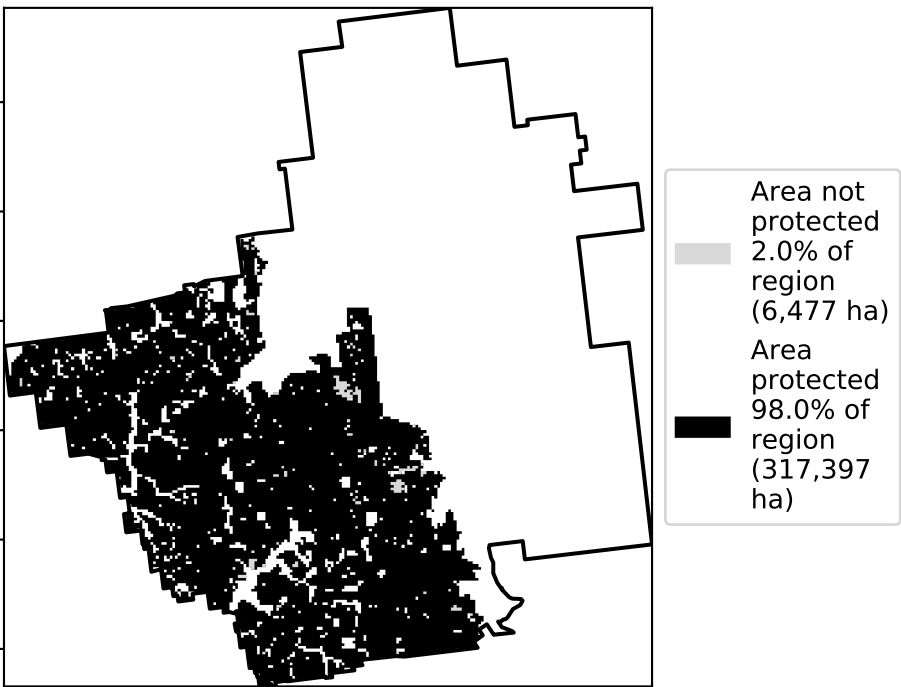 Area not
protected
2.0% of
region
(6,477 ha)
Area
protected
98.0% of
region
(317,397
ha)